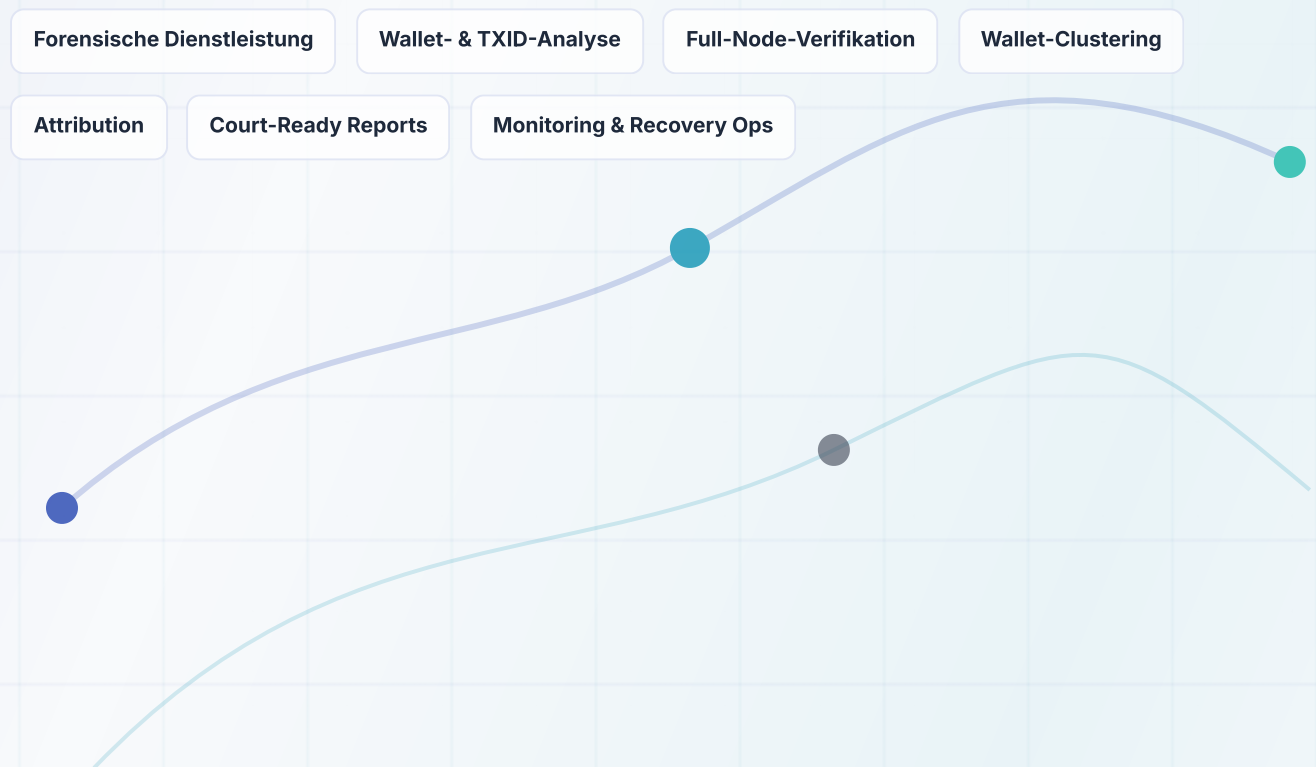 Forensische Dienstleistung
Wallet- & TXID-Analyse
Full-Node-Verifikation
Wallet-Clustering
Attribution
Court-Ready Reports
Monitoring & Recovery Ops